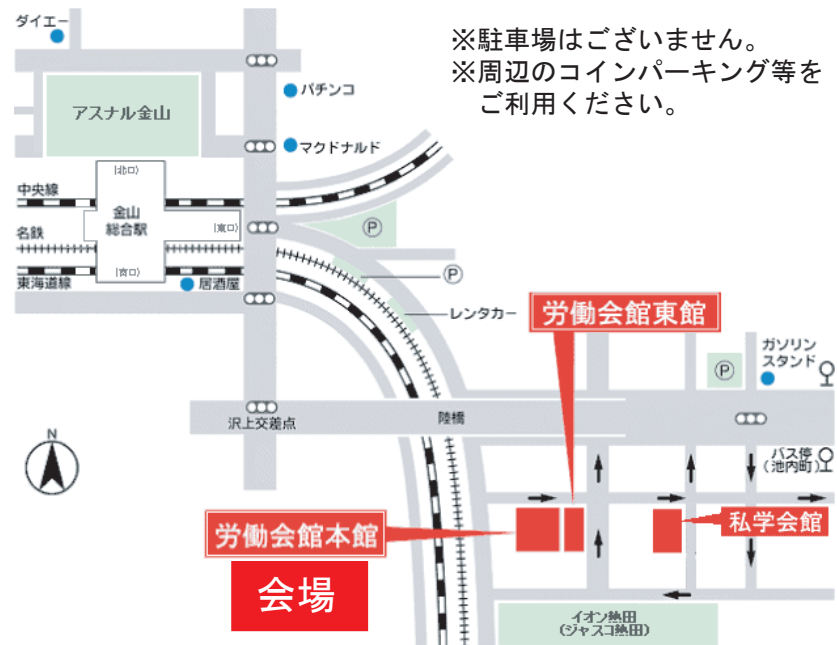 ダイエー
※駐車場はございません。
※周辺のコインパーキング等を
ご利用ください。
パチンコ
アスナル金山
マクドナルド
(北口)
中央線
金山
総合駅
(東口)
P
名鉄
(南口)
東海道線
居酒屋
P
レンタカー
労働会館東館
ガソリン
スタンド
P
沢上交差点
陸橋
N
バス停
(池内町)
労働会館本館
私学会館
会場
イオン熱田
(ジャスコ熱田)